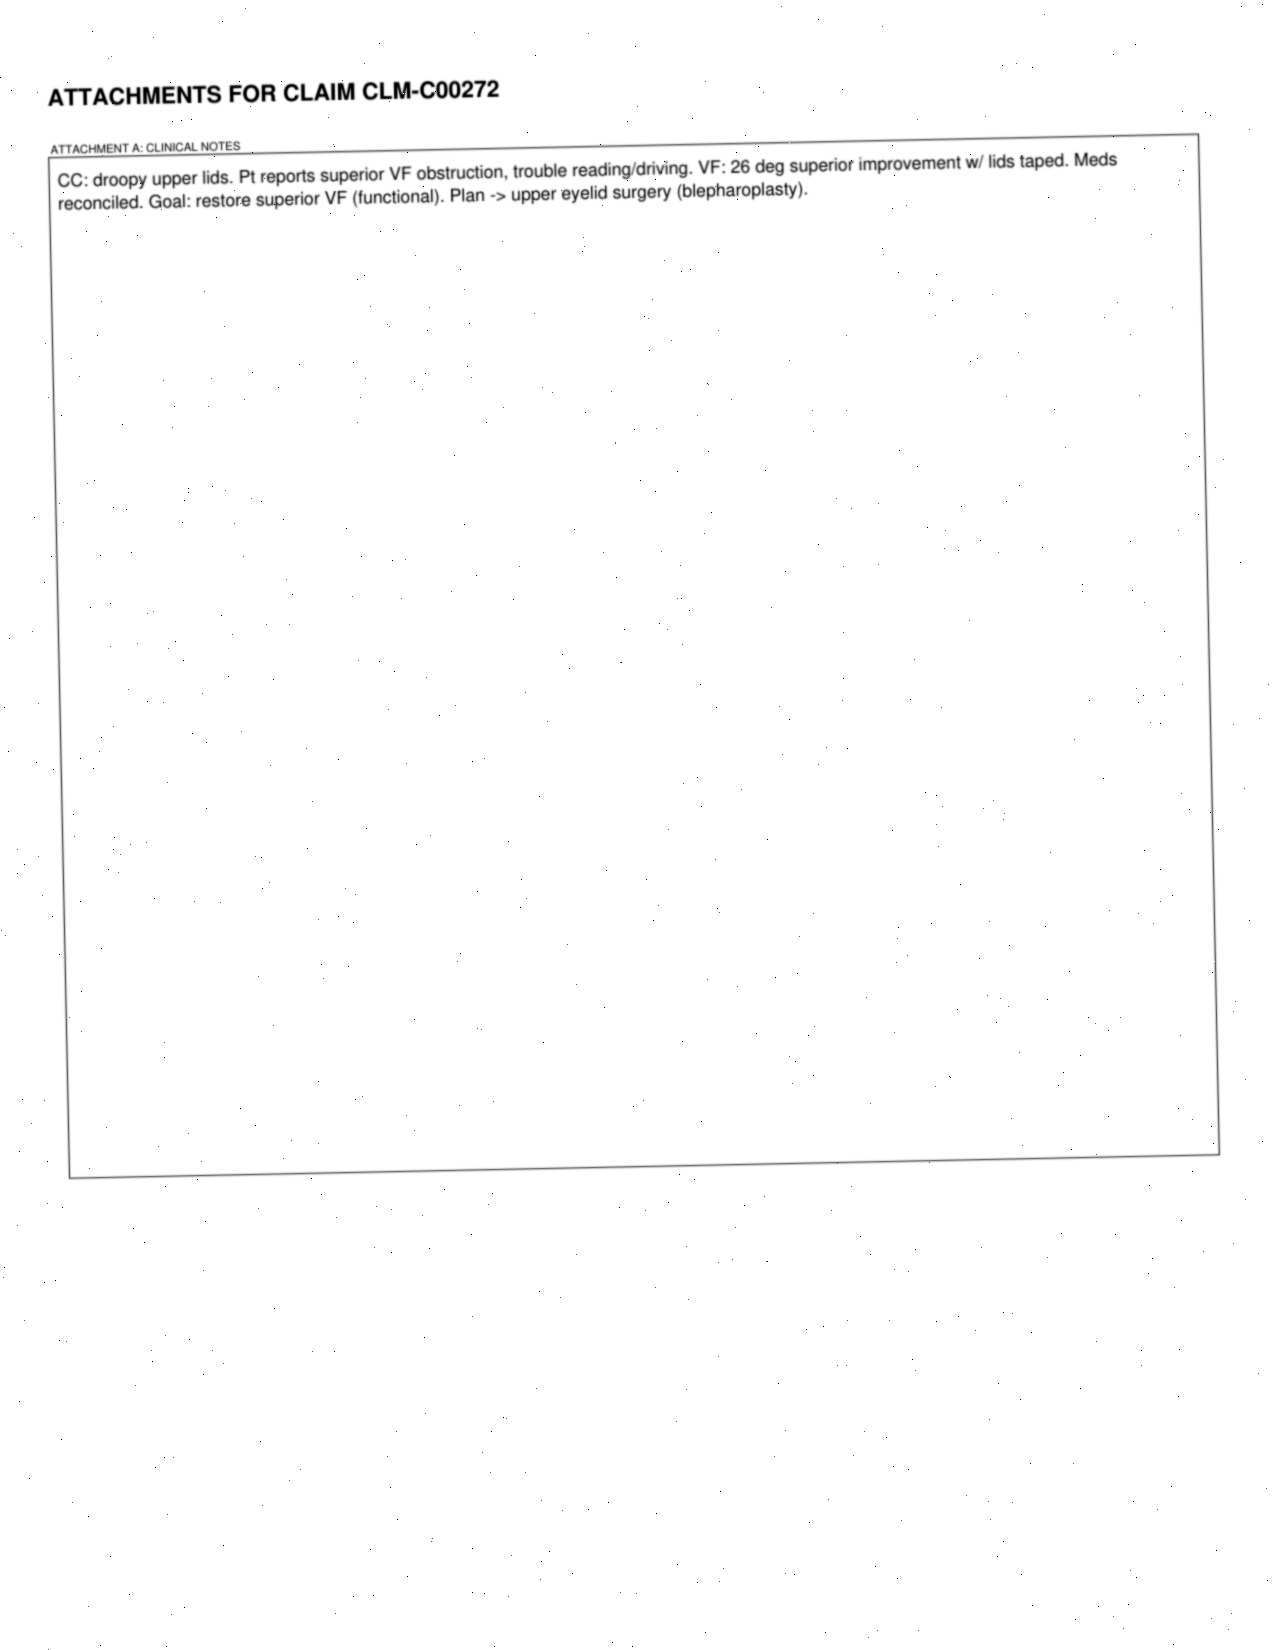 ATTACHMENTS FOR CLAIM CLM-C00272
ATTACHMENT A: CLINICAL NOTES
CC: droopy upper lids. Pt reports superior VF obstruction, trouble reading/driving. VF: 26 deg superior improvement w/ lids taped. Meds
reconciled. Goal: restore superior VF (functional). Plan -> upper eyelid surgery (blepharoplasty).